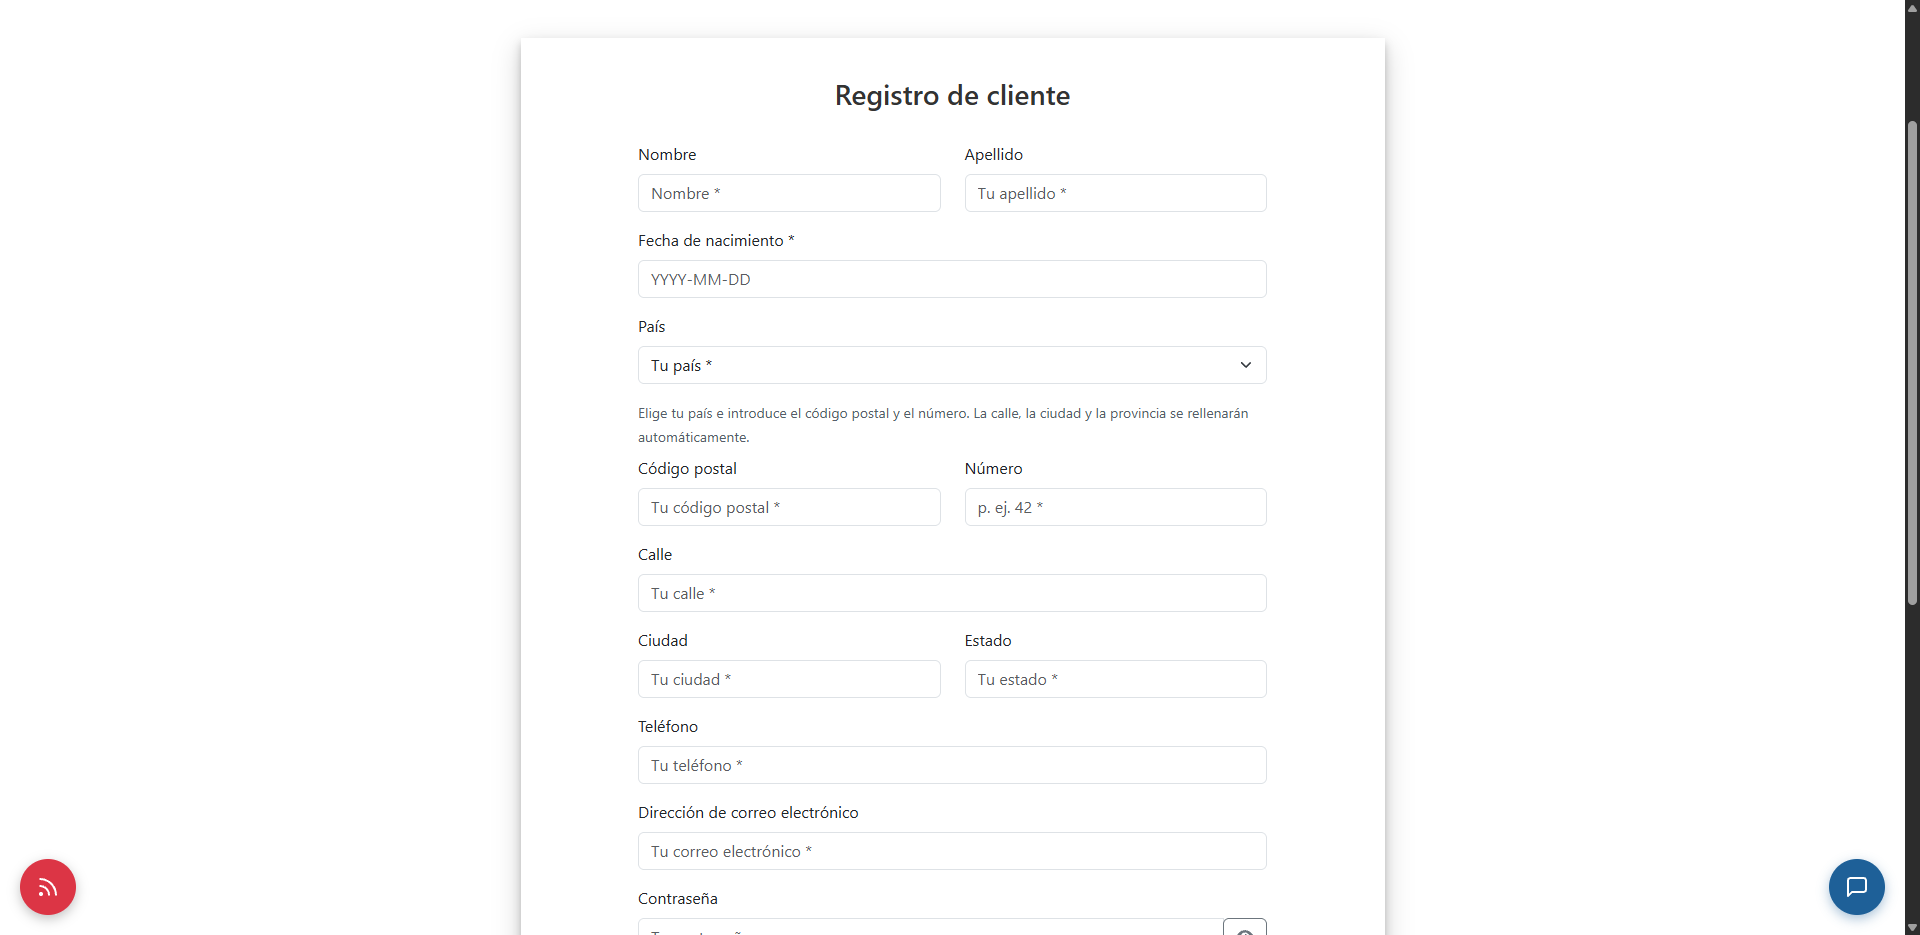 Registro de cliente
Nombre
Apellido
Nombre *
Tu apellido *
Fecha de nacimiento *
YYYY-MM-DD
País
Tu país *
Elige tu país e introduce el código postal y el número. La calle, la ciudad y la provincia se rellenarán
automáticamente.
Código postal
Número
Tu código postal *
p. ej. 42 *
Calle
Tu calle *
Ciudad
Estado
Tu ciudad *
Tu estado *
Teléfono
Tu teléfono *
Dirección de correo electrónico
Tu correo electrónico *
Contraseña